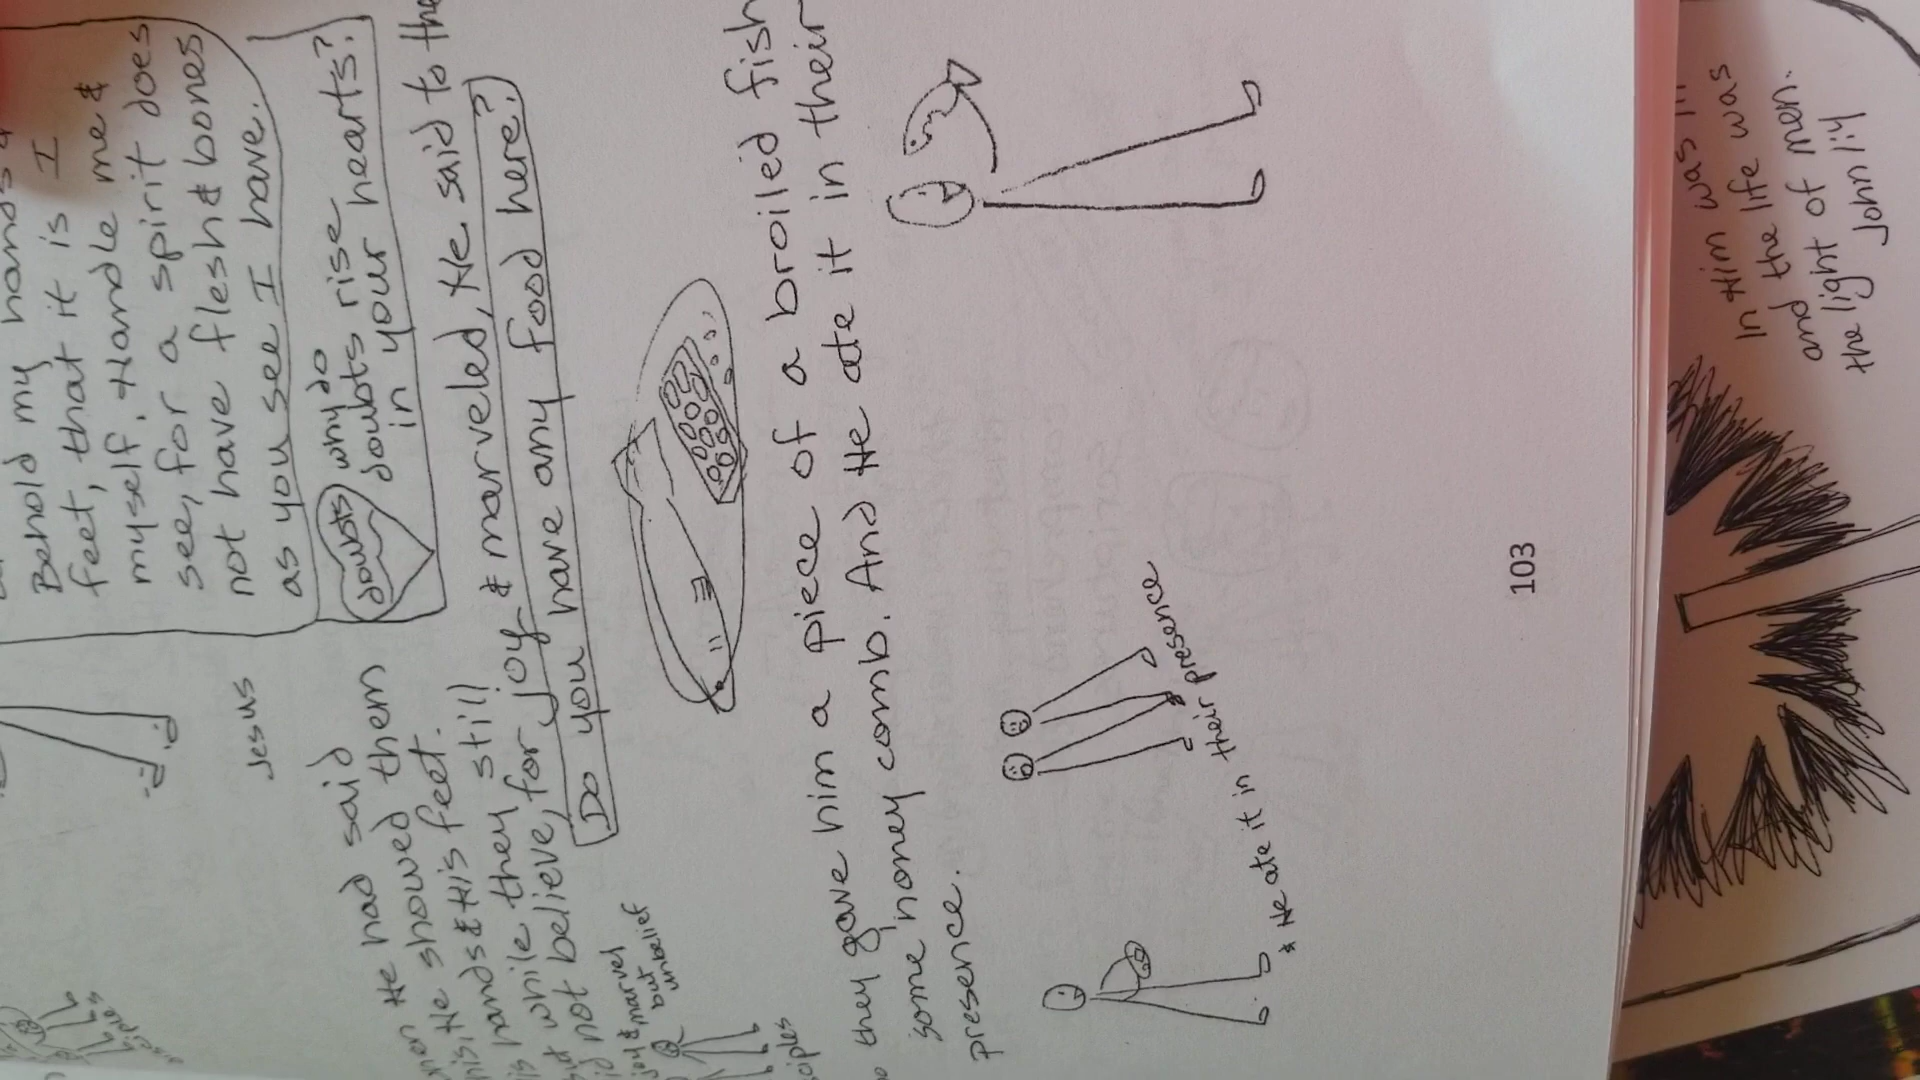 Behold my hands &
feet, that it is I
myself. Handle me &
see, for a spirit does
not have flesh & bones
as you see I have.
doubts
why do
doubts rise
in your hearts?
Jesus
He had said
He showed them
hands & His feet.
while they still
not believe, for joy & marveled, He said to the
Do you have any food here?
joy & marvel
but
unbelief
they gave him a piece of a broiled fish
some honey comb. And He ate it in their
presence.
& He ate it in their presence
103
In Him was
and the life was
the light of men.
John 1:4